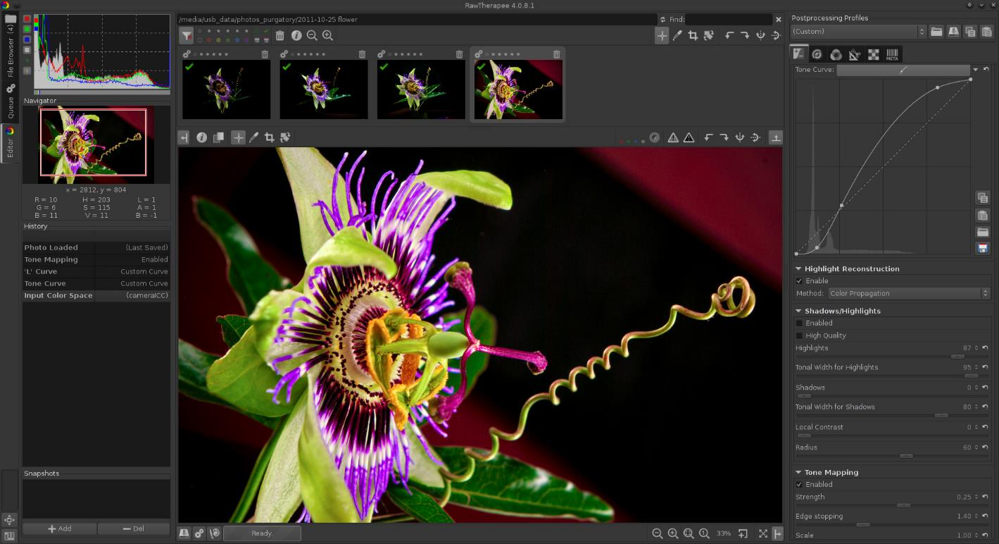 RawTherapee 4.0.8.1
File Browser (4)
Queue
Editor
Navigator
x = 2812, y = 804
R = 10 H = 203 L = 1
G = 6 S = 115 A = 1
B = 11 V = 11 B = -1
History
Photo Loaded (Last Saved)
Tone Mapping Enabled
'L' Curve Custom Curve
Tone Curve Custom Curve
Input Color Space (cameraICC)
Snapshots
Add Del
/media/usb_data/photos_purgatory/2011-10-25 flower Find:
Ready.
33%
Postprocessing Profiles
(Custom)
META
Tone Curve:
Highlight Reconstruction
Enable
Method: Color Propagation
Shadows/Highlights
Enabled
High Quality
Highlights 87
Tonal Width for Highlights 95
Shadows 0
Tonal Width for Shadows 80
Local Contrast 0
Radius 60
Tone Mapping
Enabled
Strength 0.25
Edge stopping 1.40
Scale 1.00